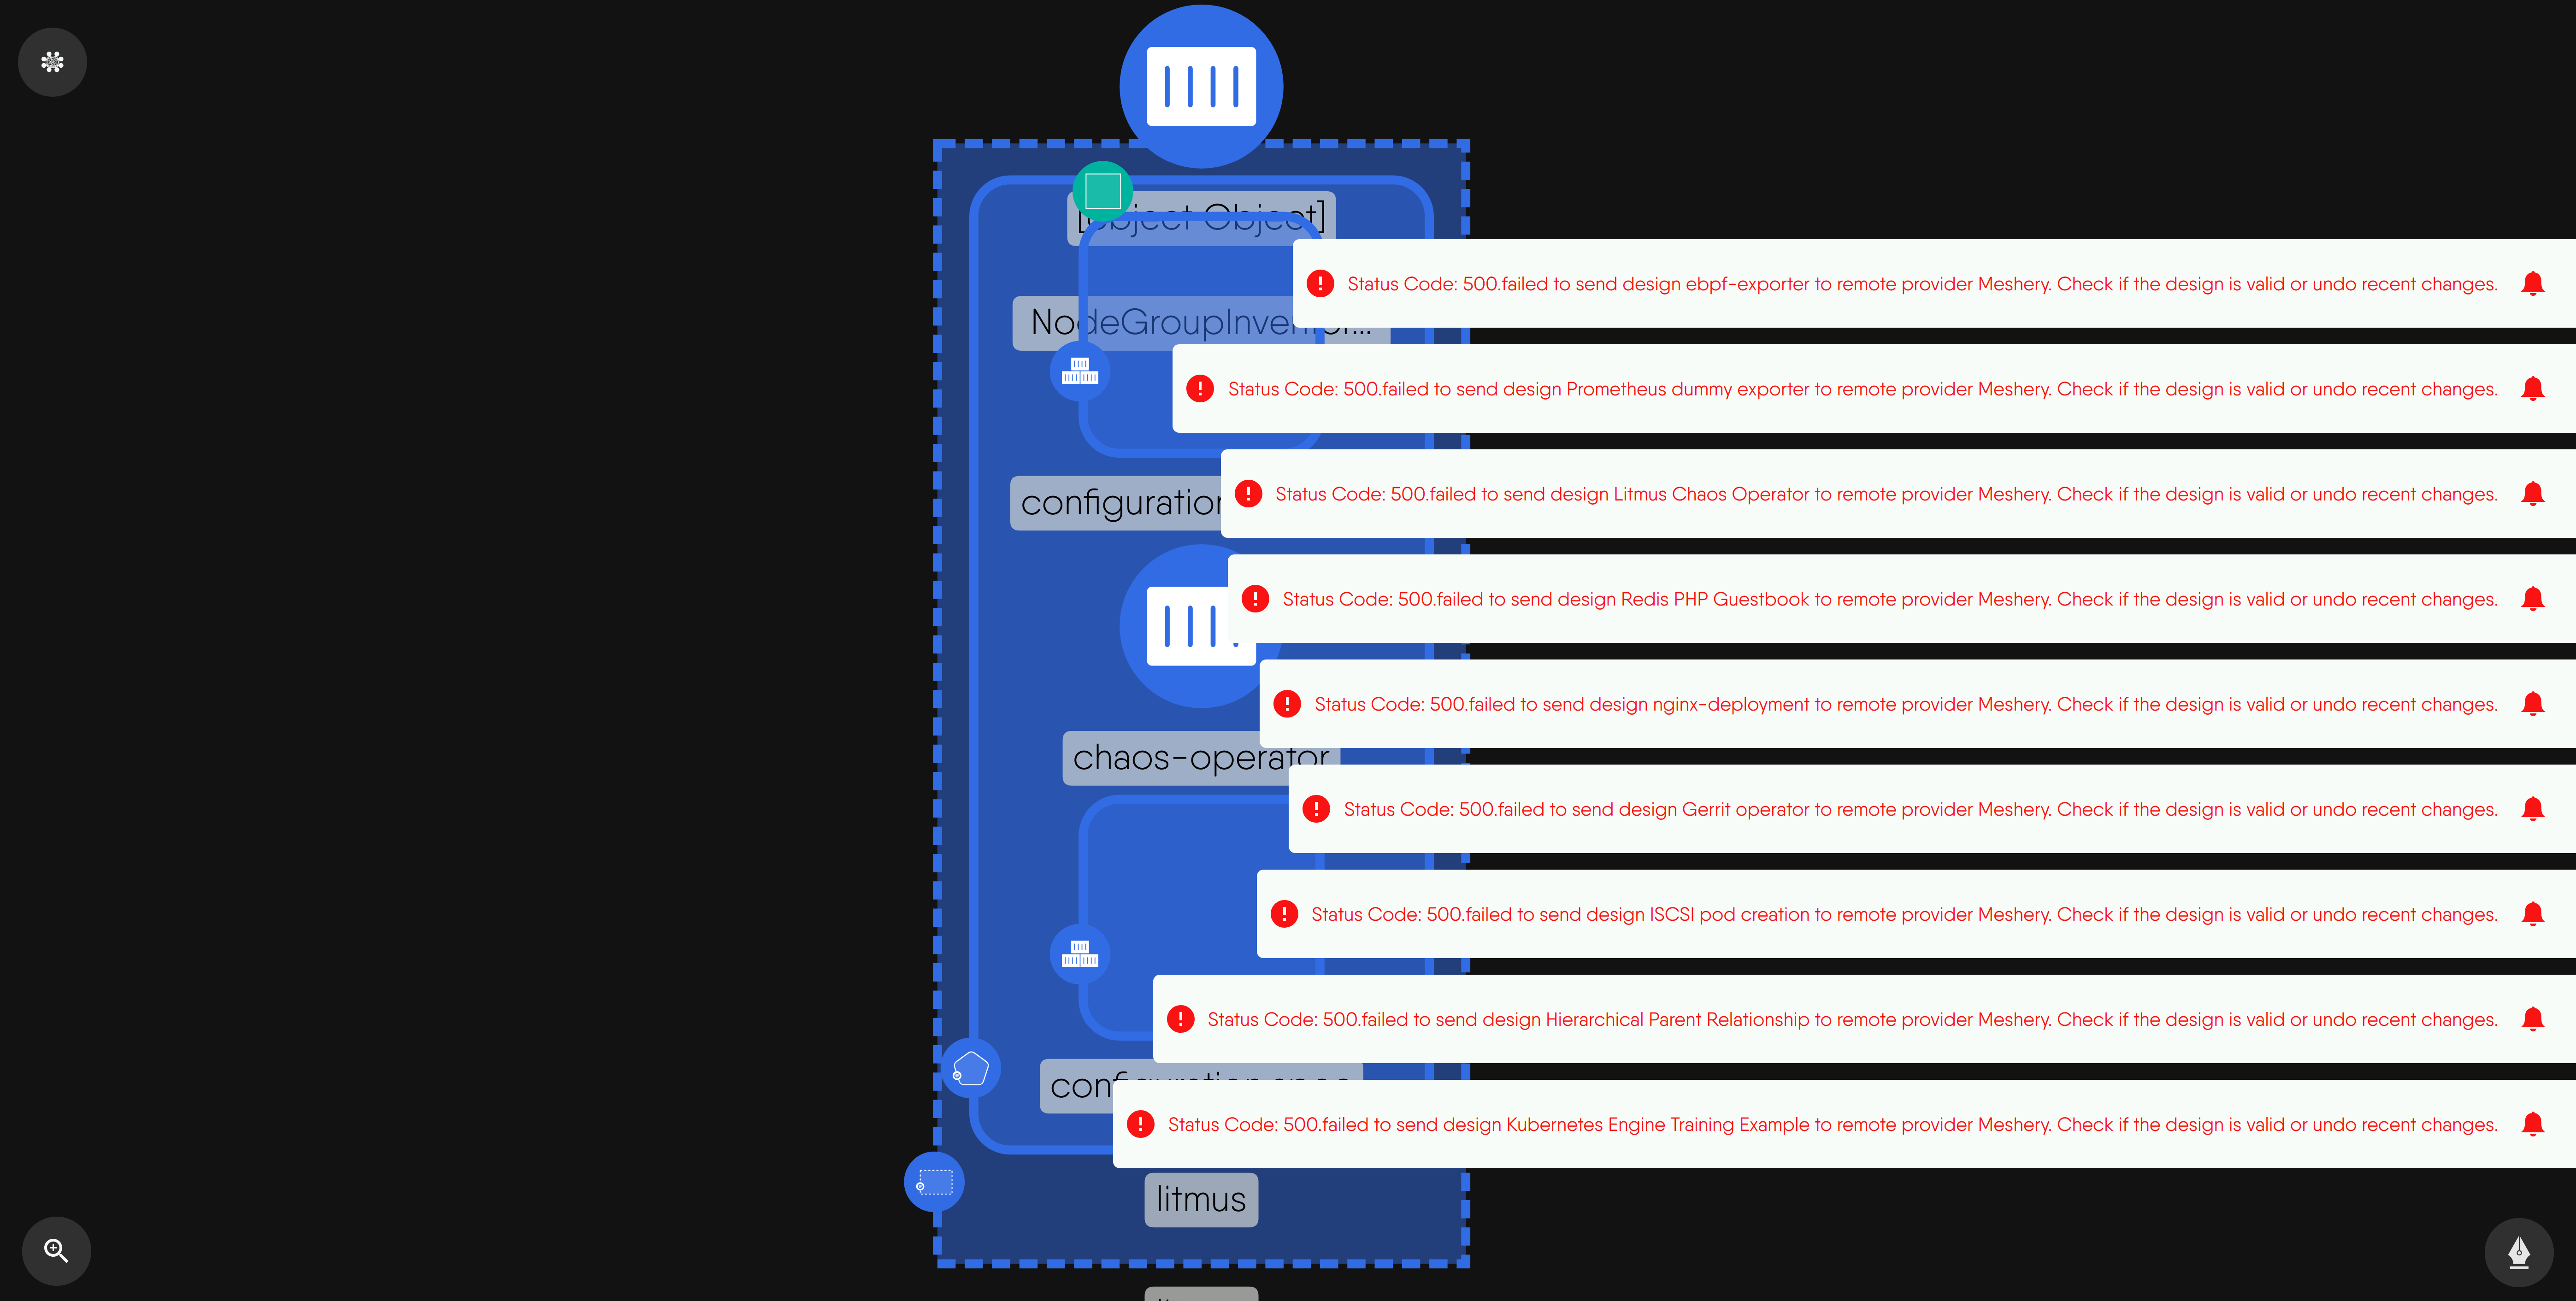 [object Object]
Status Code: 500.failed to send design ebpf-exporter to remote provider Meshery. Check if the design is valid or undo recent changes.
NodeGroupInventor...
Status Code: 500.failed to send design Prometheus dummy exporter to remote provider Meshery. Check if the design is valid or undo recent changes.
Status Code: 500.failed to send design Litmus Chaos Operator to remote provider Meshery. Check if the design is valid or undo recent changes.
configuration
Status Code: 500.failed to send design Redis PHP Guestbook to remote provider Meshery. Check if the design is valid or undo recent changes.
Status Code: 500.failed to send design nginx-deployment to remote provider Meshery. Check if the design is valid or undo recent changes.
chaos-operator
Status Code: 500.failed to send design Gerrit operator to remote provider Meshery. Check if the design is valid or undo recent changes.
Status Code: 500.failed to send design ISCSI pod creation to remote provider Meshery. Check if the design is valid or undo recent changes.
Status Code: 500.failed to send design Hierarchical Parent Relationship to remote provider Meshery. Check if the design is valid or undo recent changes.
configuration.spec
Status Code: 500.failed to send design Kubernetes Engine Training Example to remote provider Meshery. Check if the design is valid or undo recent changes.
litmus